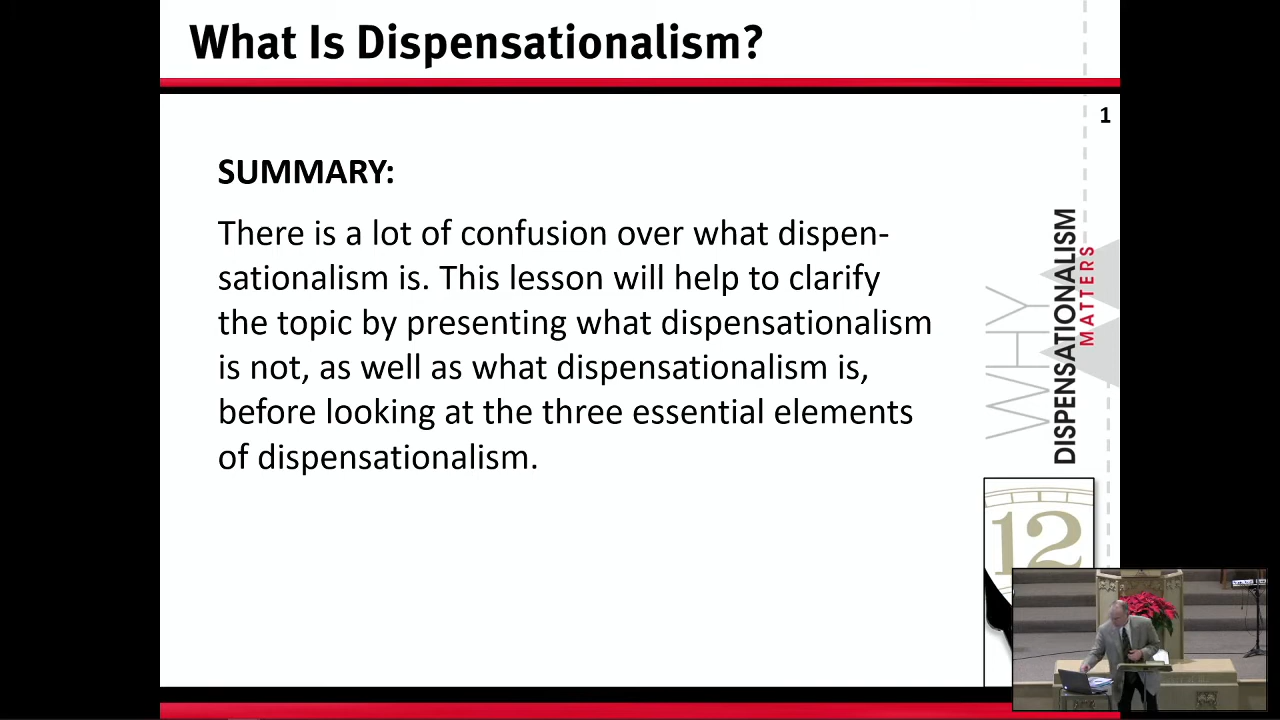 What Is Dispensationalism?
1
SUMMARY:
There is a lot of confusion over what dispen-
sationalism is. This lesson will help to clarify
the topic by presenting what dispensationalism
is not, as well as what dispensationalism is,
before looking at the three essential elements
of dispensationalism.
WHY
DISPENSATIONALISM
MATTERS
12